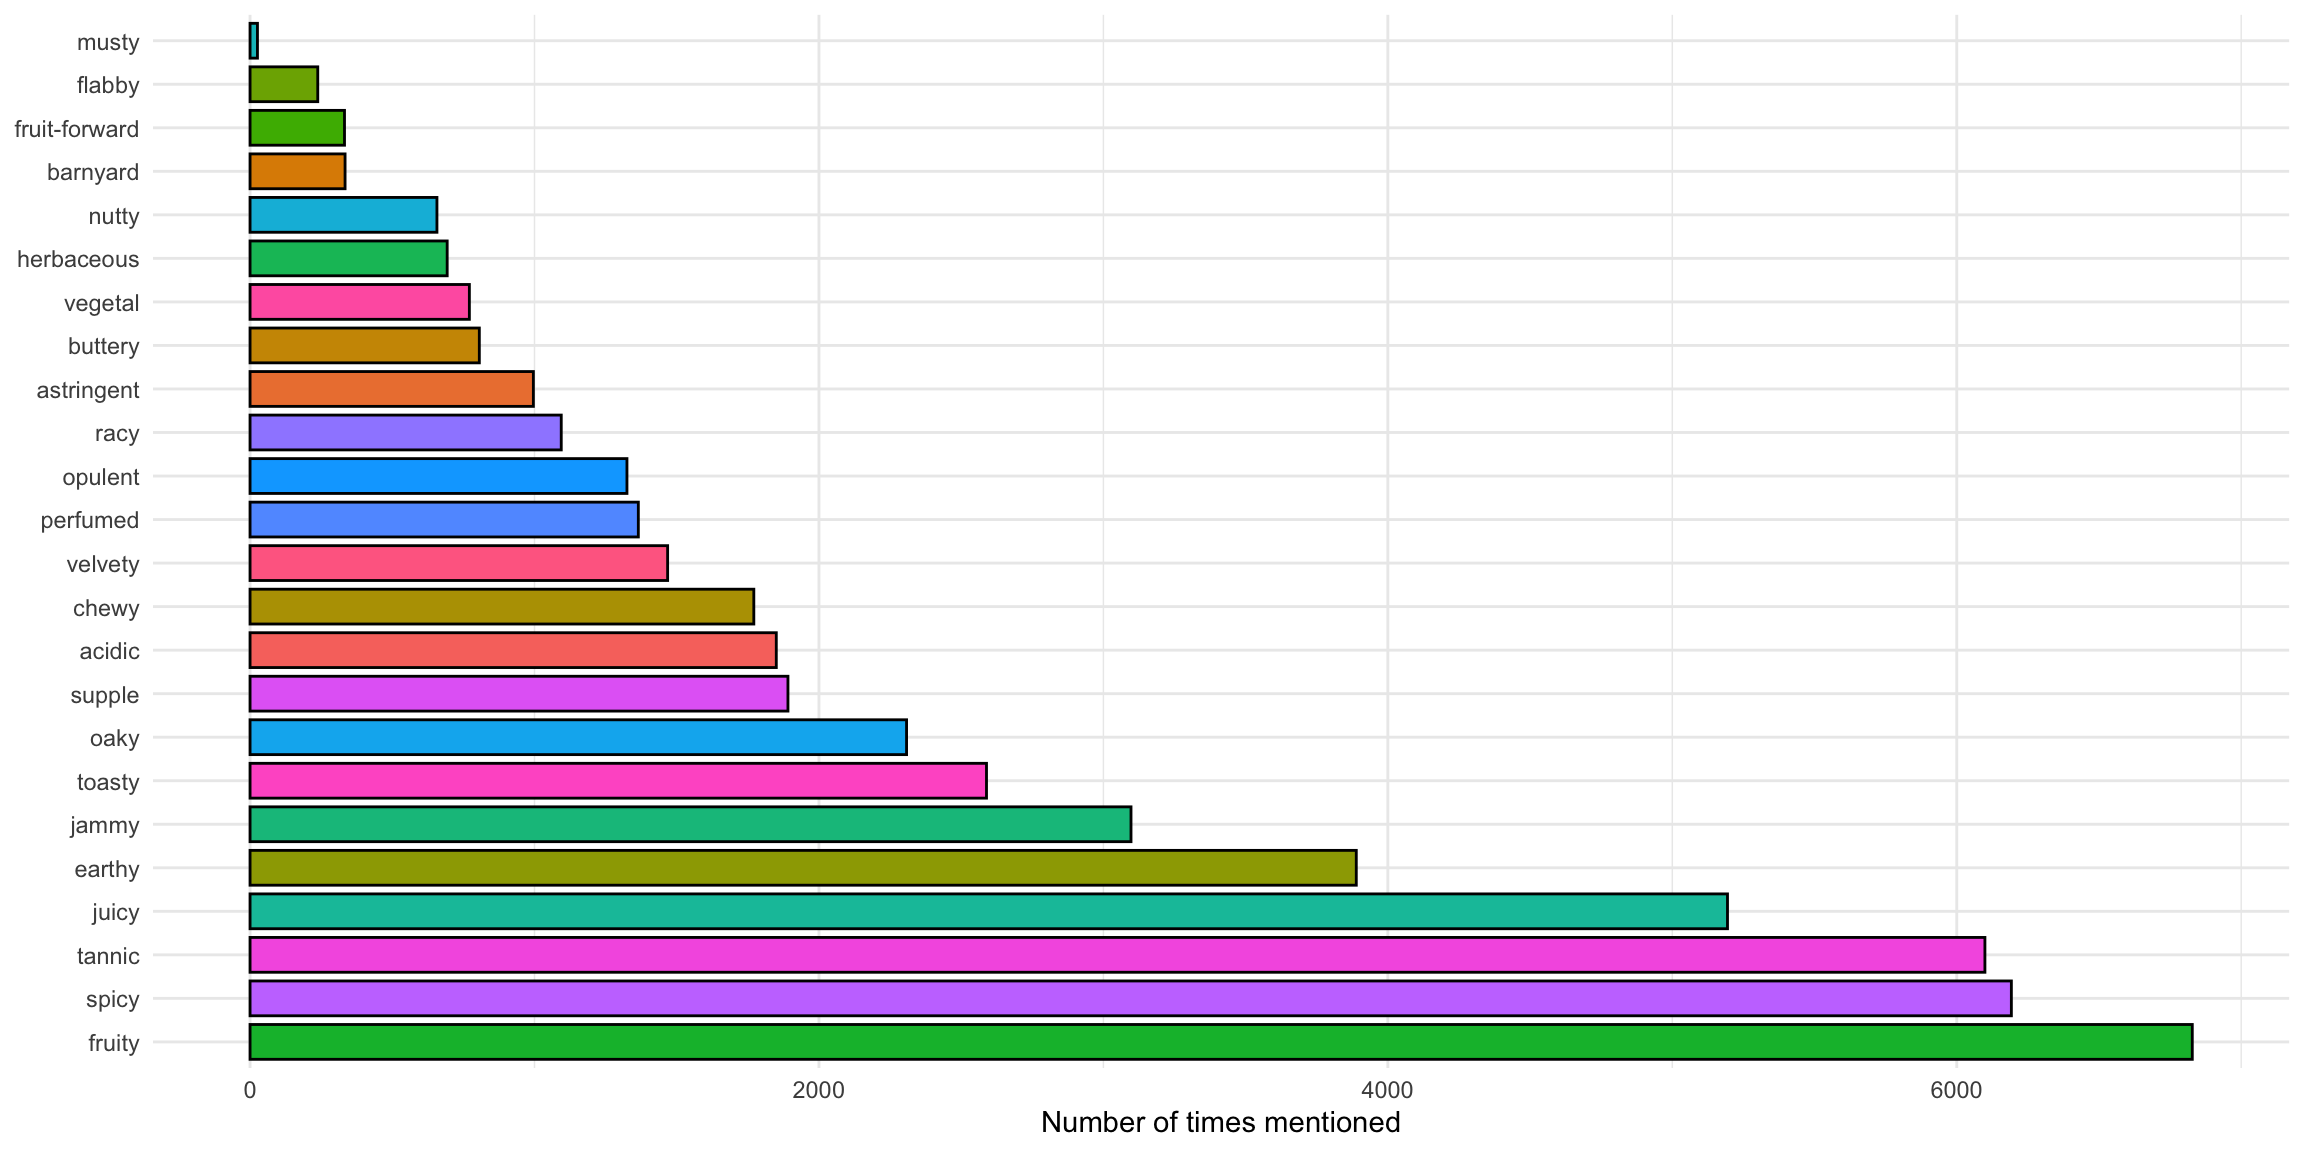 musty
flabby
fruit-forward
barnyard
nutty
herbaceous
vegetal
buttery
astringent
racy
opulent
perfumed
velvety
chewy
acidic
supple
oaky
toasty
jammy
earthy
juicy
tannic
spicy
fruity
0 2000 4000 6000
Number of times mentioned